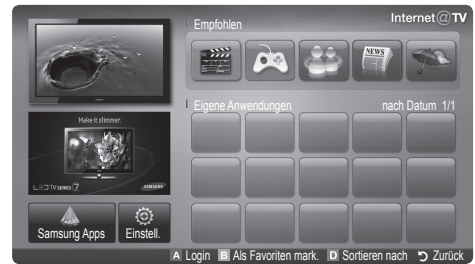 Internet@TV
Empfohlen
NEWS
Eigene Anwendungen
nach Datum 1/1
Make it slimmer.
LED TV SERIES 7
SAMSUNG
Samsung Apps
Einstell.
A Login B Als Favoriten mark. D Sortieren nach Zurück